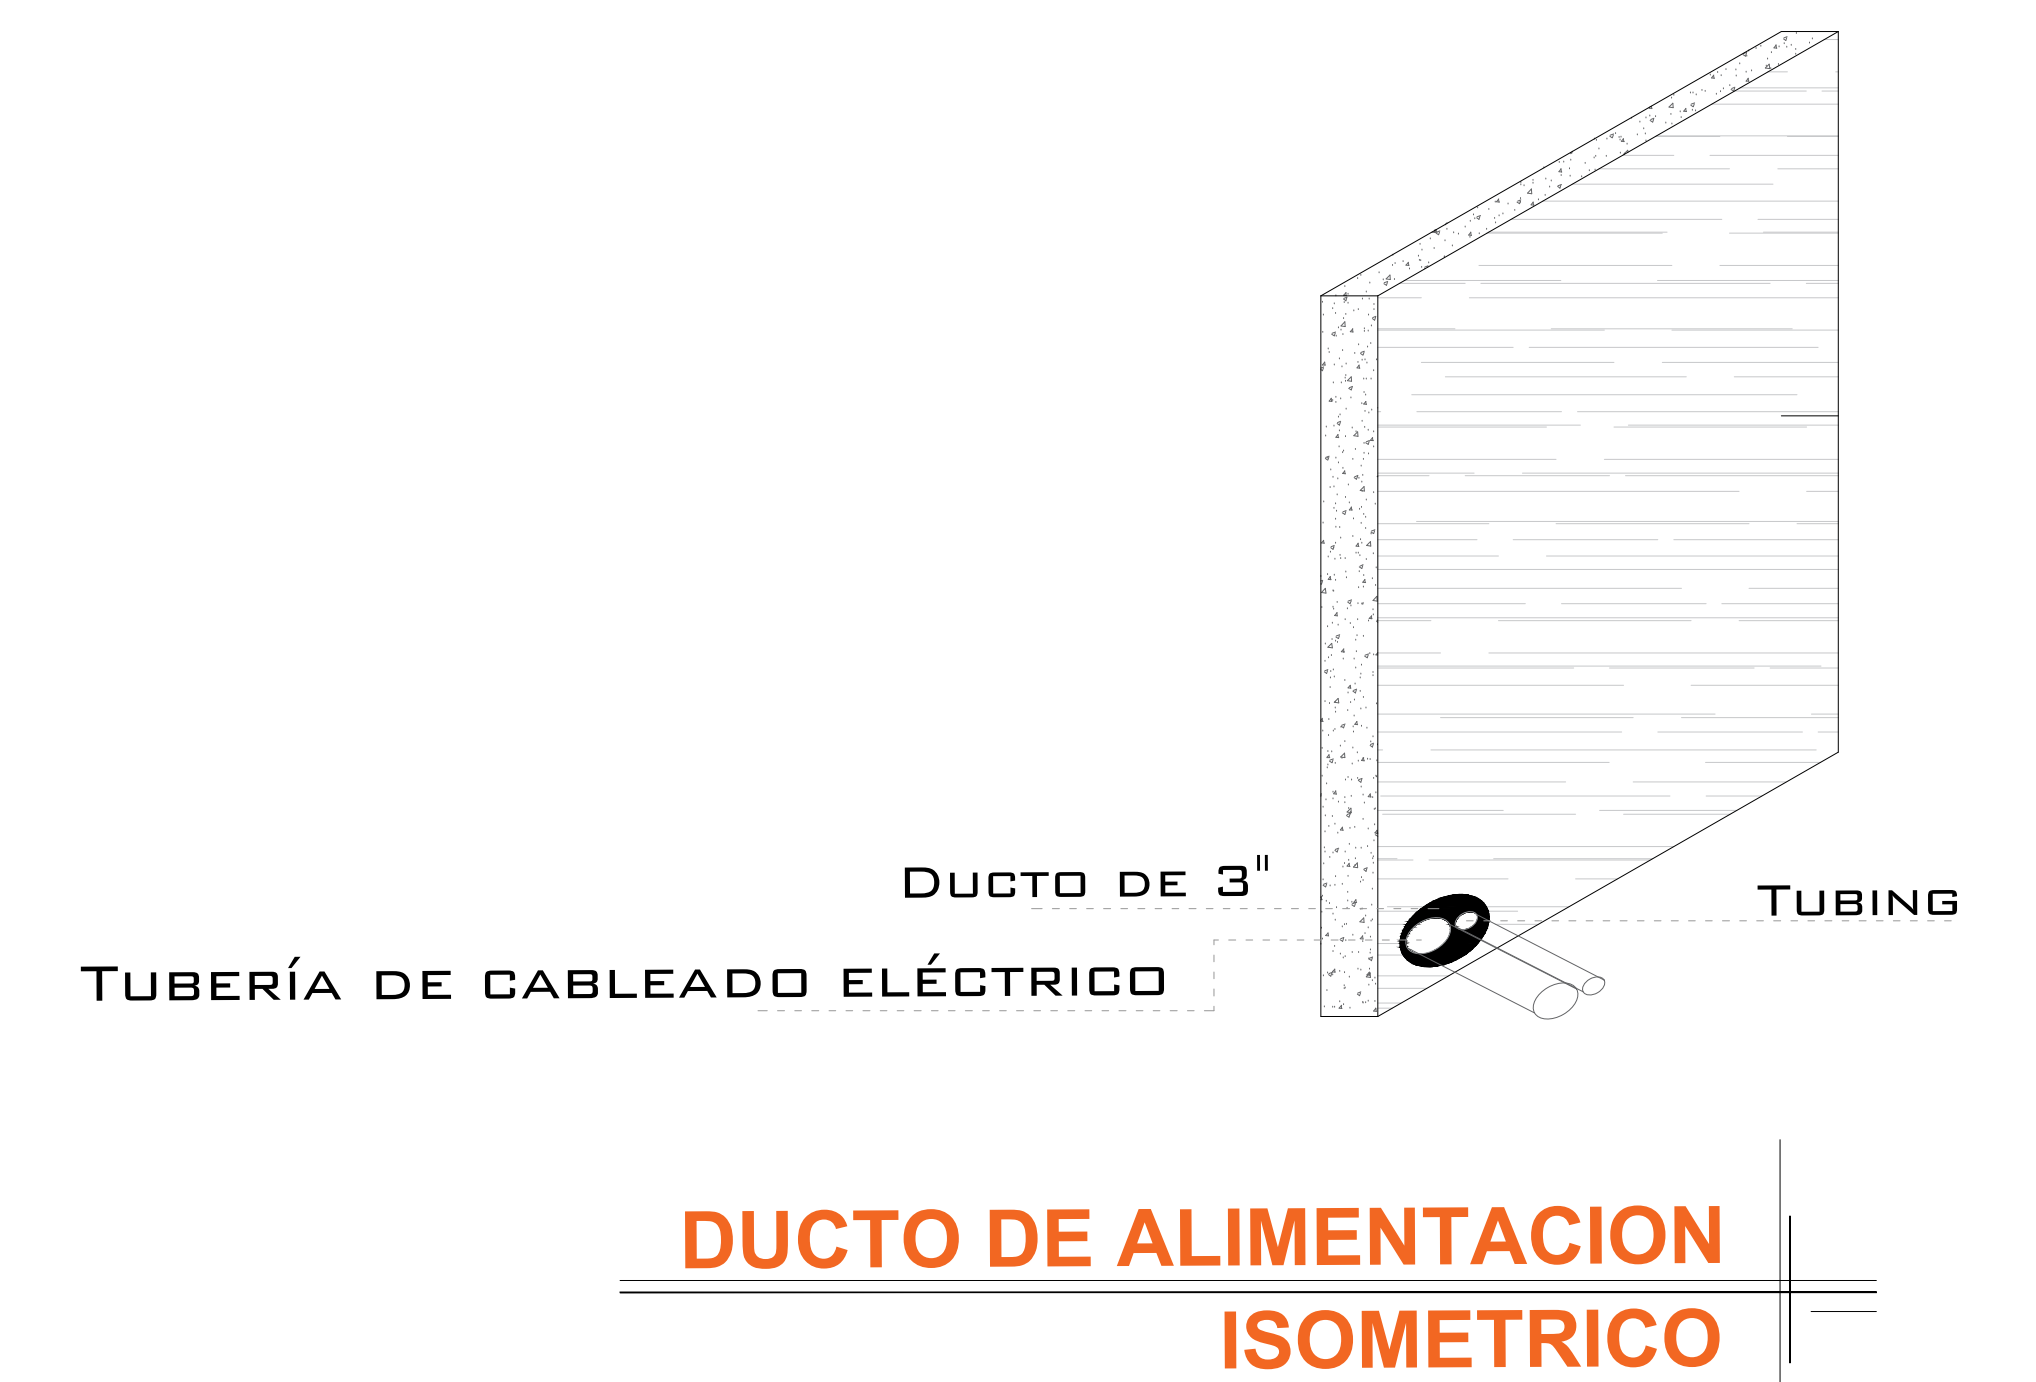 Ducto de 3"
Tubing
Tubería de cableado eléctrico
DUCTO DE ALIMENTACION
ISOMETRICO